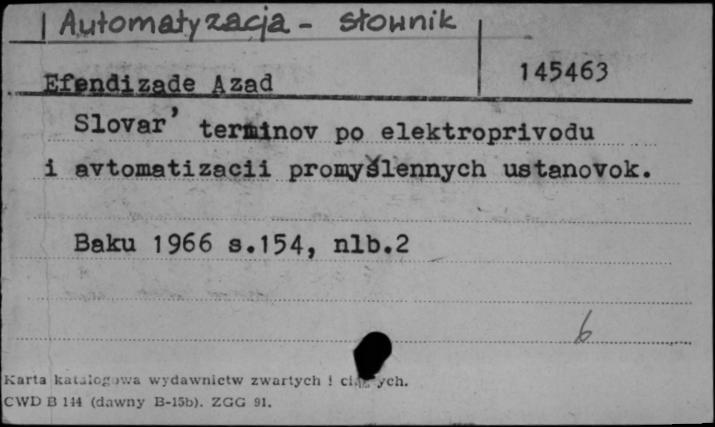 Automatyzacja - słownik
Efendizade Azad
145463
Slovar' terminov po elektroprivodu
i avtomatizacii promyšlennych ustanovok.
Baku 1966 s.154, nlb.2
6
Karta katalogowa wydawnictw zwartych i ciągłych.
CWD B 144 (dawny B-15b). ZGG 91.